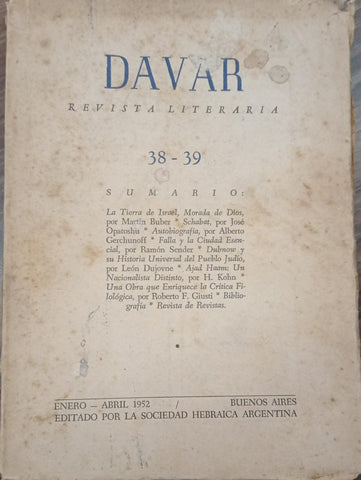 DAVAR
REVISTA LITERARIA
38 - 39
SUMARIO:
La Tierra de Israel, Morada de Dios,
por Martín Buber * Schabat, por José
Opatoshu * Autobiografía, por Alberto
Gerchunoff * Falla y la Ciudad Esen-
cial, por Ramón Sender * Dubnow y
su Historia Universal del Pueblo Judío,
por León Dujovne * Ajad Haam: Un
Nacionalista Distinto, por H. Kohn *
Una Obra que Enriquece la Crítica Fi-
lológica, por Roberto F. Giusti * Biblio-
grafía * Revista de Revistas.
ENERO — ABRIL 1952 / BUENOS AIRES
EDITADO POR LA SOCIEDAD HEBRAICA ARGENTINA